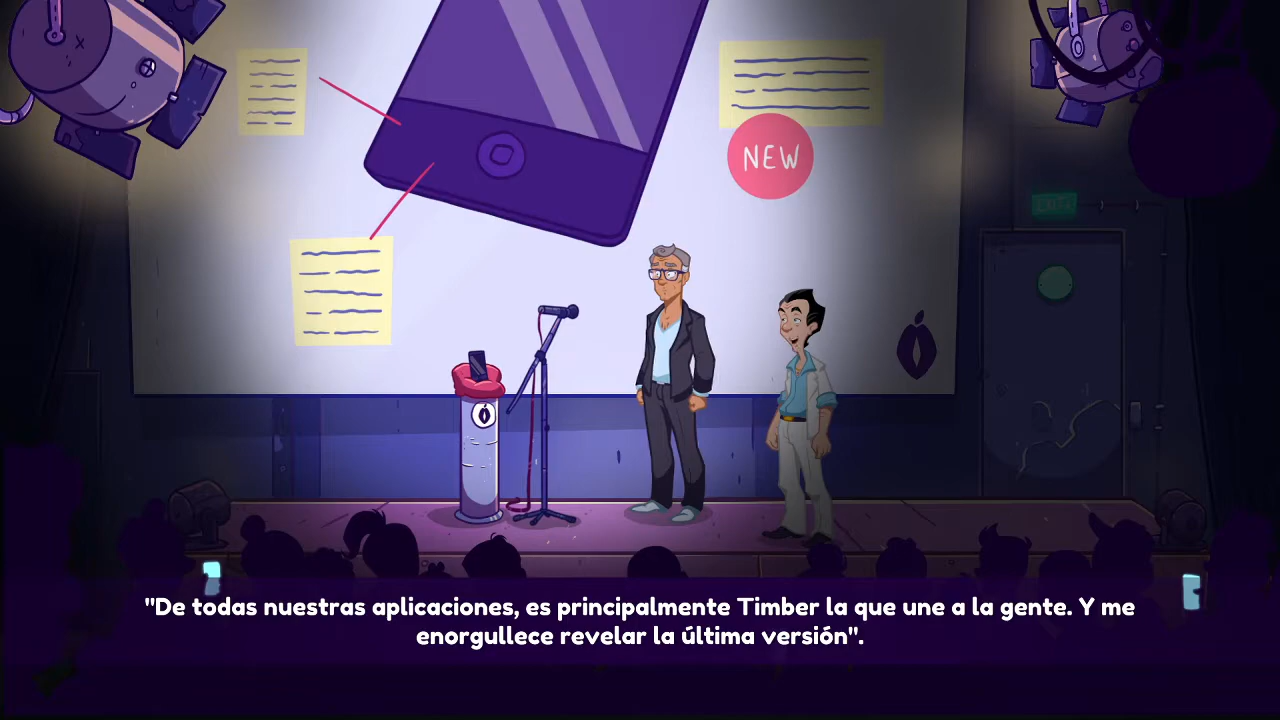 NEW
"De todas nuestras aplicaciones, es principalmente Timber la que une a la gente. Y me
enorgullece revelar la última versión".